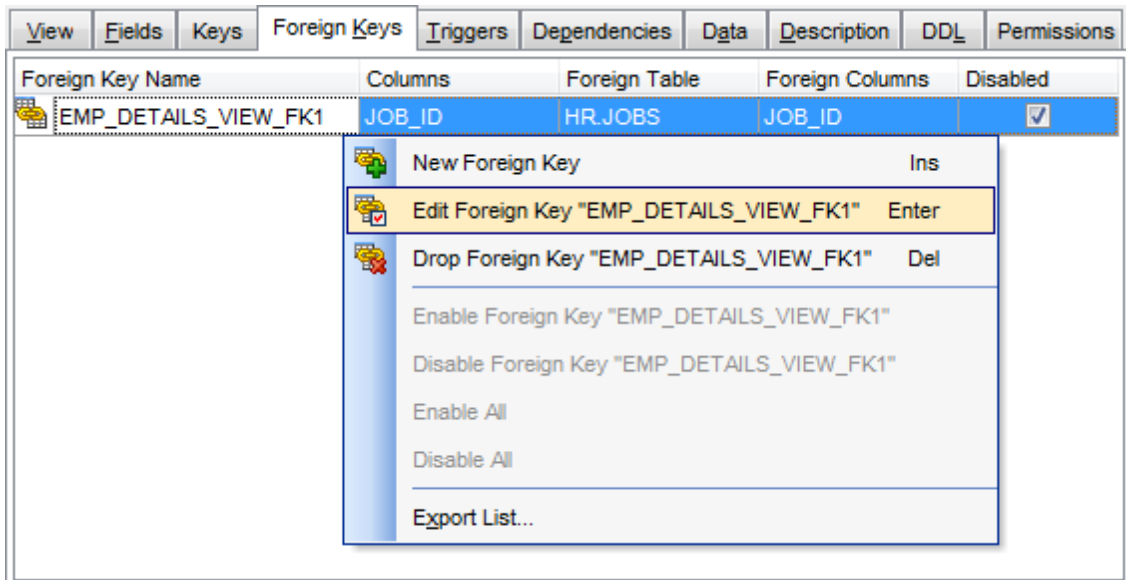 View Fields Keys Foreign Keys Triggers Dependencies Data Description DDL Permissions
Foreign Key Name Columns Foreign Table Foreign Columns Disabled
EMP_DETAILS_VIEW_FK1 JOB_ID HR.JOBS JOB_ID
New Foreign Key Ins
Edit Foreign Key "EMP_DETAILS_VIEW_FK1" Enter
Drop Foreign Key "EMP_DETAILS_VIEW_FK1" Del
Enable Foreign Key "EMP_DETAILS_VIEW_FK1"
Disable Foreign Key "EMP_DETAILS_VIEW_FK1"
Enable All
Disable All
Export List...